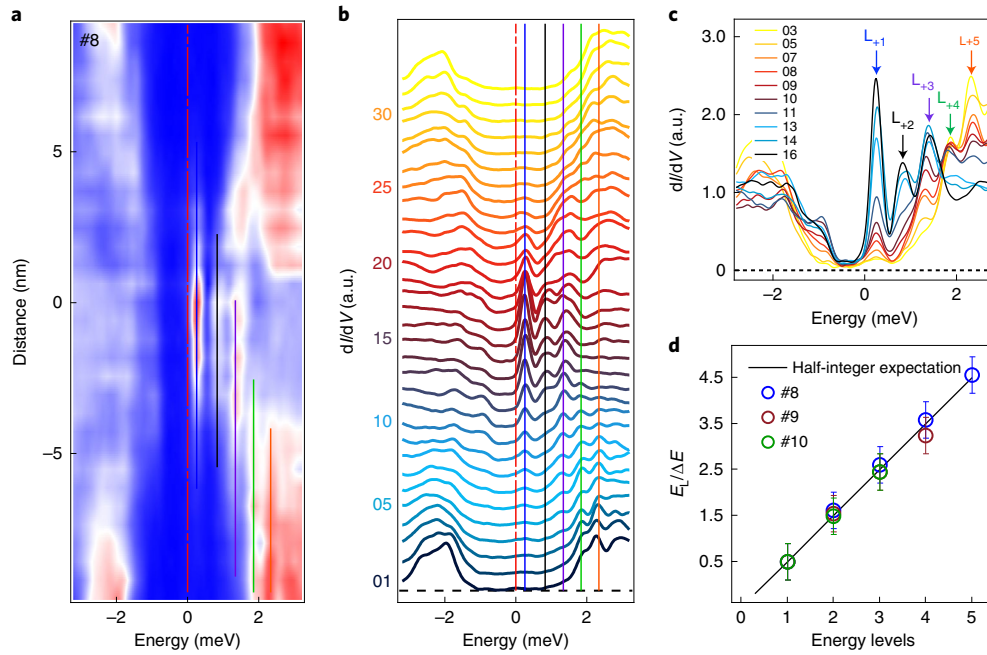 a
#8
Distance (nm)
5
0
−5
−2
0
2
Energy (meV)
b
dI/dV (a.u.)
30
25
20
15
10
05
01
−2
0
2
Energy (meV)
c
dI/dV (a.u.)
3.0
2.0
1.0
0
03
05
07
08
09
10
11
13
14
16
L+1
L+2
L+3
L+4
L+5
−2
0
2
Energy (meV)
d
EL/ΔE
4.5
3.5
2.5
1.5
0.5
Half-integer expectation
#8
#9
#10
0
1
2
3
4
5
Energy levels